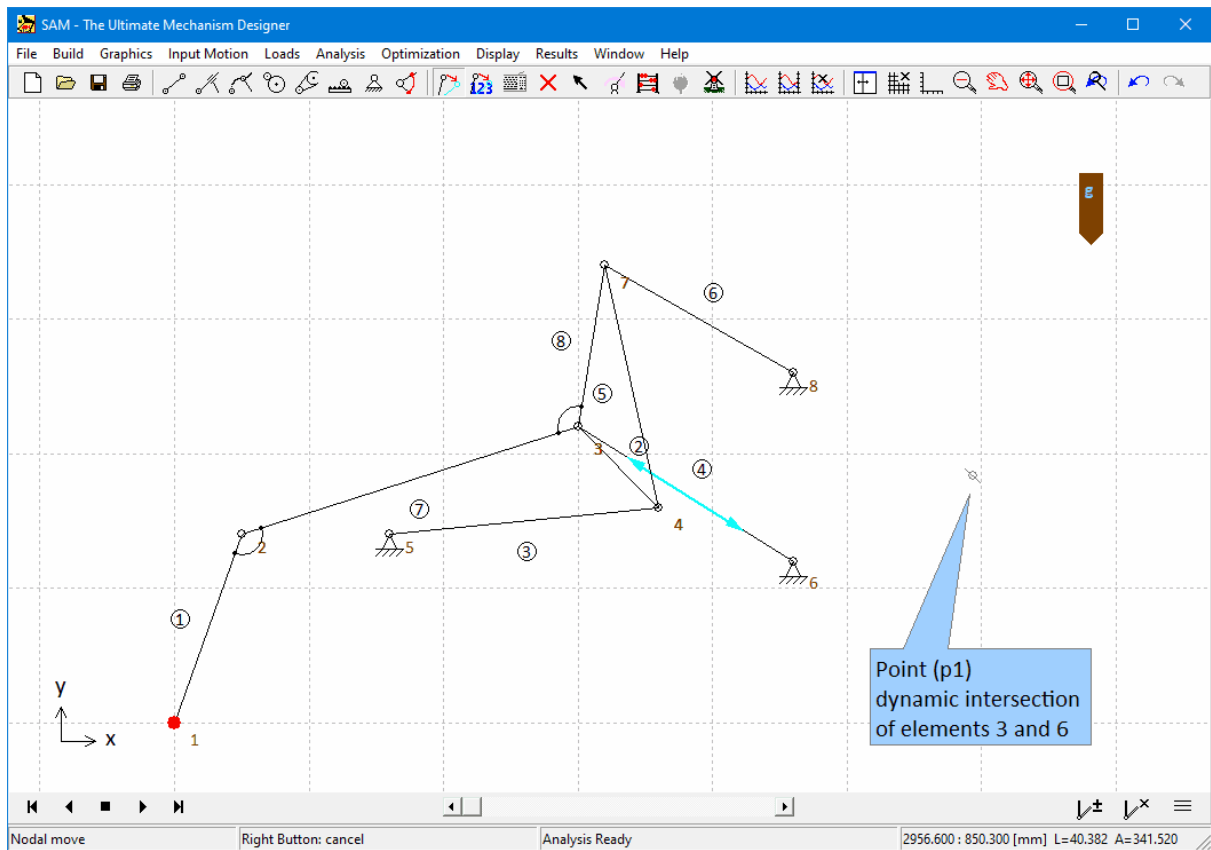 SAM - The Ultimate Mechanism Designer
File Build Graphics Input Motion Loads Analysis Optimization Display Results Window Help
123
g
7
6
8
8
5
3
2
4
7
4
2
5
3
6
1
Point (p1)
dynamic intersection
of elements 3 and 6
y
x
1
Nodal move Right Button: cancel Analysis Ready 2956.600 : 850.300 [mm] L=40.382 A=341.520